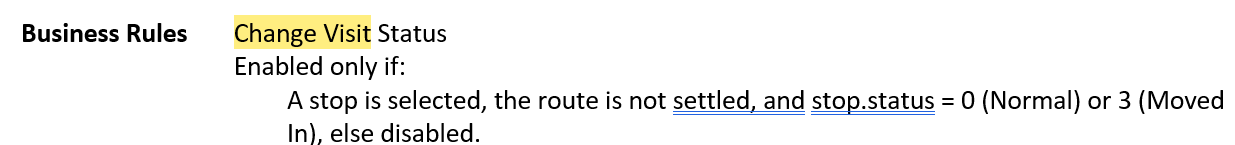 Business Rules Change Visit Status
Enabled only if:
A stop is selected, the route is not settled, and stop.status = 0 (Normal) or 3 (Moved
In), else disabled.